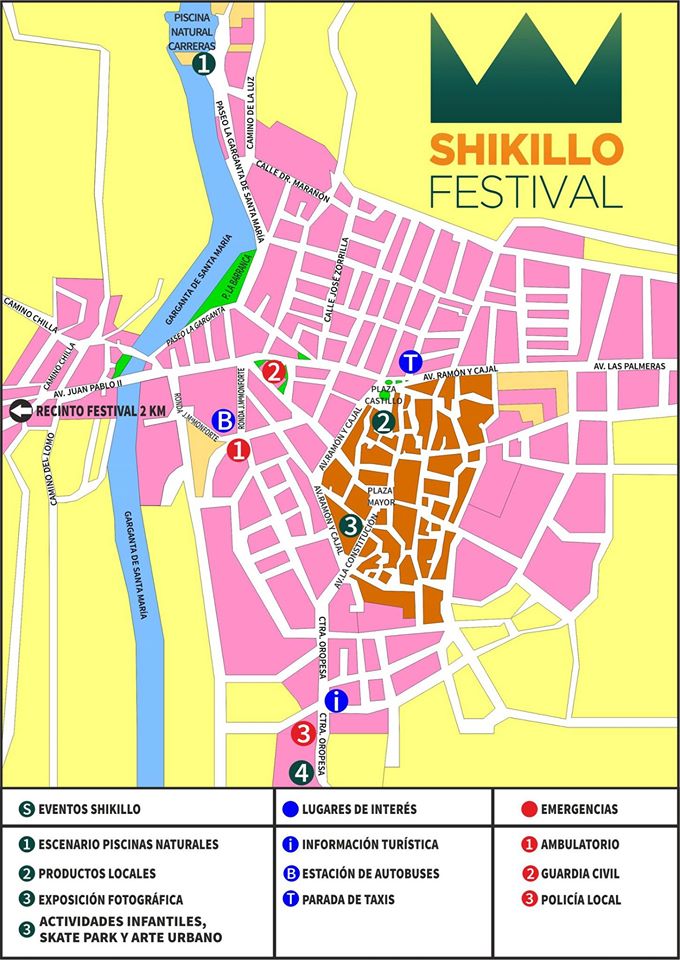 PISCINA
NATURAL
CARRERAS
1
CAMINO DE LA LUZ
PASEO LA GARGANTA DE SANTA MARÍA
SHIKILLO
FESTIVAL
CALLE DR. MARAÑON
GARGANTA DE SANTA MARÍA
P. LA BARRANCA
CALLE JOSÉ ZORRILLA
CAMINO CHILLA
PASEO LA GARGANTA
CAMINO CHILLA
T
2
AV. RAMÓN Y CAJAL
AV. LAS PALMERAS
AV. JUAN PABLO II
RONDA J.MªMONFORTE
RONDA J.MªMONFORTE
PLAZA
CASTILLO
RECINTO FESTIVAL 2 KM
B
2
AV.RAMÓN Y CAJAL
1
CAMINO DEL LOMO
PLAZA
MAYOR
AV.RAMÓN Y CAJAL
3
AV.LA CONSTITUCIÓN
GARGANTA DE SANTA MARÍA
CTRA. OROPESA
i
3
CTRA. OROPESA
4
S EVENTOS SHIKILLO
1 ESCENARIO PISCINAS NATURALES
2 PRODUCTOS LOCALES
3 EXPOSICIÓN FOTOGRÁFICA
3 ACTIVIDADES INFANTILES,
SKATE PARK Y ARTE URBANO
LUGARES DE INTERÉS
i INFORMACIÓN TURÍSTICA
B ESTACIÓN DE AUTOBUSES
T PARADA DE TAXIS
EMERGENCIAS
1 AMBULATORIO
2 GUARDIA CIVIL
3 POLICÍA LOCAL